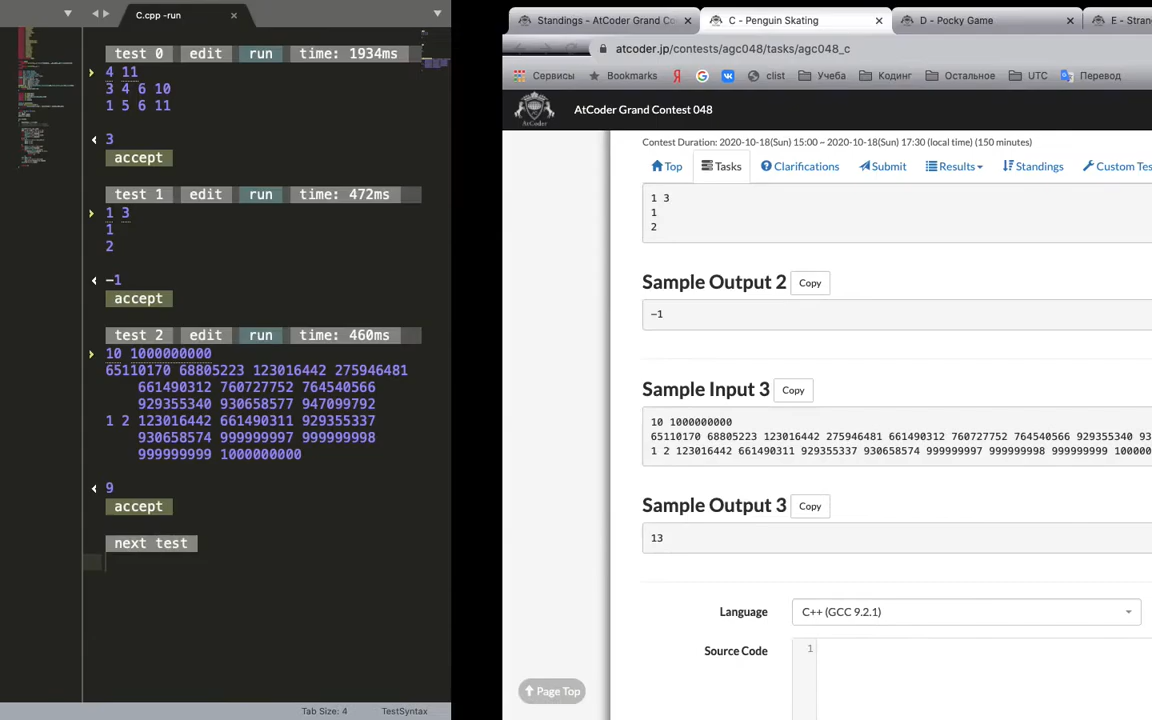 C.cpp -run
test 0 edit run time: 1934ms
4 11
3 4 6 10
1 5 6 11
3
accept
test 1 edit run time: 472ms
1 3
1
2
-1
accept
test 2 edit run time: 460ms
10 1000000000
65110170 68805223 123016442 275946481
661490312 760727752 764540566
929355340 930658577 947099792
1 2 123016442 661490311 929355337
930658574 999999997 999999998
999999999 1000000000
9
accept
next test
Tab Size: 4 TestSyntax
Standings - AtCoder Grand Co
C - Penguin Skating
D - Pocky Game
E - Stran
atcoder.jp/contests/agc048/tasks/agc048_c
Сервисы Bookmarks Я G clist Учеба Кодинг Остальное UTC Перевод
AtCoder
AtCoder Grand Contest 048
Contest Duration: 2020-10-18(Sun) 15:00 ~ 2020-10-18(Sun) 17:30 (local time) (150 minutes)
Top Tasks Clarifications Submit Results Standings Custom Tes
1 3
1
2
Sample Output 2 Copy
-1
Sample Input 3 Copy
10 1000000000
65110170 68805223 123016442 275946481 661490312 760727752 764540566 929355340 93
1 2 123016442 661490311 929355337 930658574 999999997 999999998 999999999 100000
Sample Output 3 Copy
13
Language C++ (GCC 9.2.1)
Source Code 1
Page Top